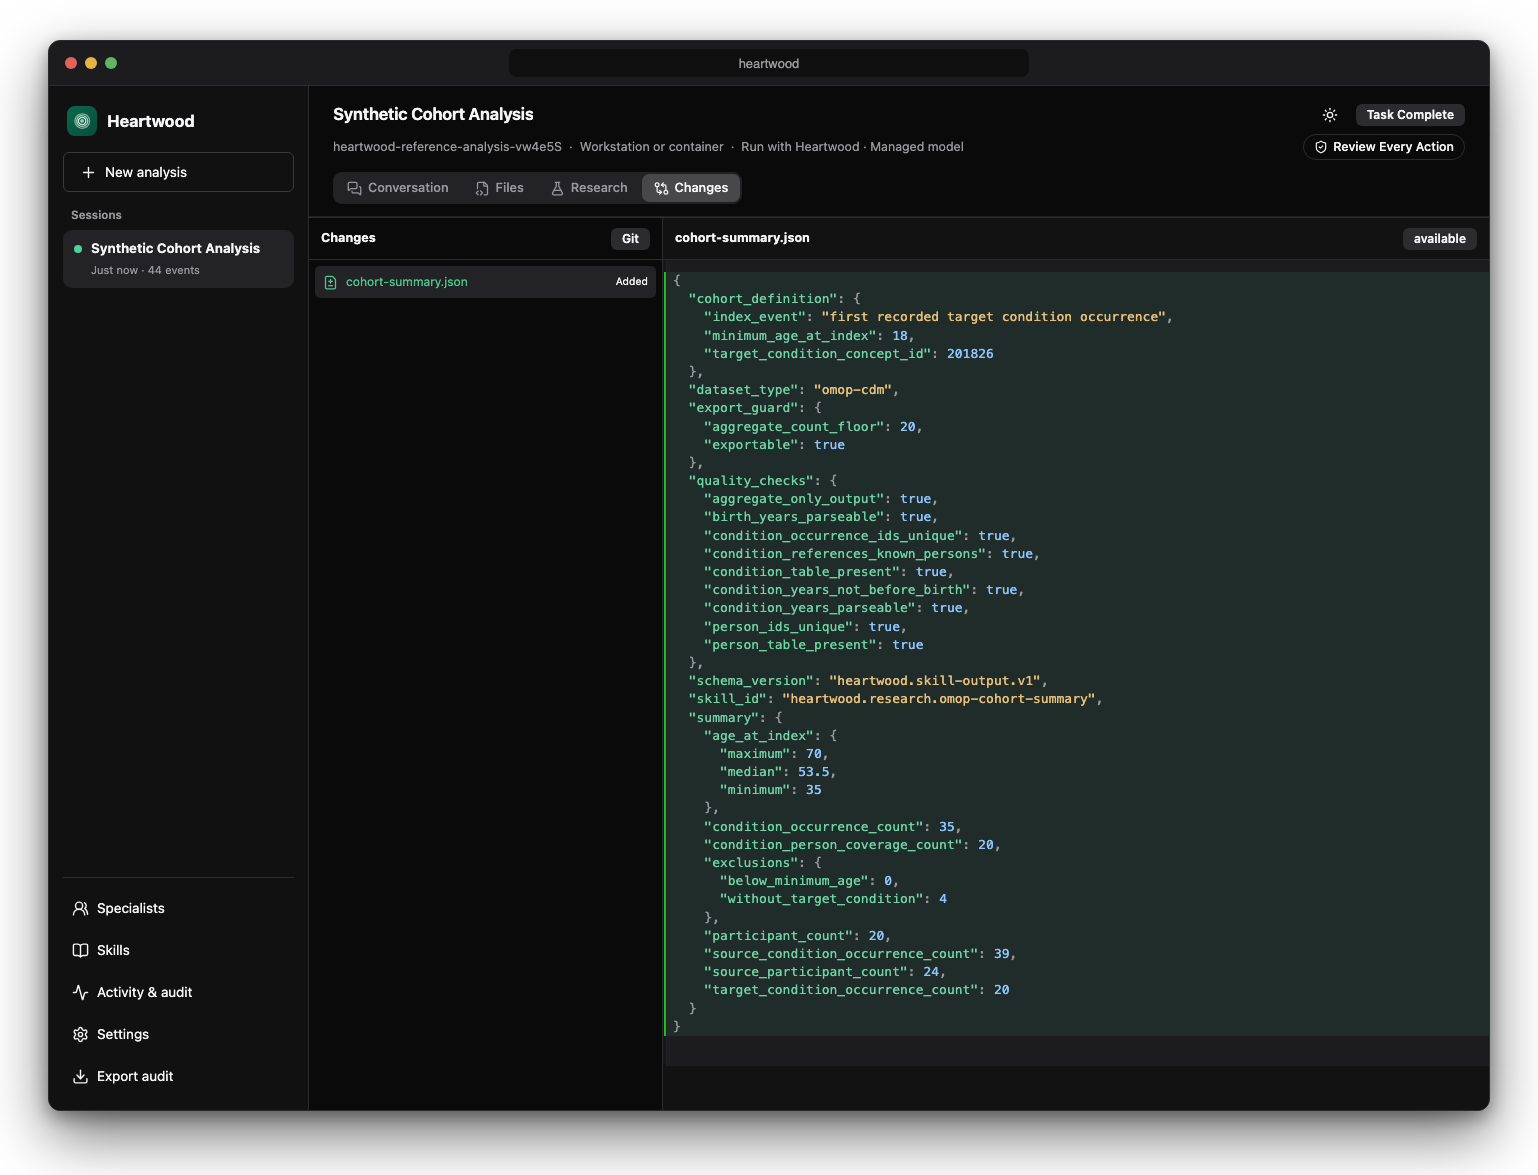 heartwood
Heartwood
New analysis
Sessions
Synthetic Cohort Analysis
Just now · 44 events
Specialists
Skills
Activity & audit
Settings
Export audit
Synthetic Cohort Analysis
Task Complete
heartwood-reference-analysis-vw4e5S · Workstation or container · Run with Heartwood · Managed model
Review Every Action
Conversation
Files
Research
Changes
Changes
Git
cohort-summary.json
Added
cohort-summary.json
available
{
"cohort_definition": {
"index_event": "first recorded target condition occurrence",
"minimum_age_at_index": 18,
"target_condition_concept_id": 201826
},
"dataset_type": "omop-cdm",
"export_guard": {
"aggregate_count_floor": 20,
"exportable": true
},
"quality_checks": {
"aggregate_only_output": true,
"birth_years_parseable": true,
"condition_occurrence_ids_unique": true,
"condition_references_known_persons": true,
"condition_table_present": true,
"condition_years_not_before_birth": true,
"condition_years_parseable": true,
"person_ids_unique": true,
"person_table_present": true
},
"schema_version": "heartwood.skill-output.v1",
"skill_id": "heartwood.research.omop-cohort-summary",
"summary": {
"age_at_index": {
"maximum": 70,
"median": 53.5,
"minimum": 35
},
"condition_occurrence_count": 35,
"condition_person_coverage_count": 20,
"exclusions": {
"below_minimum_age": 0,
"without_target_condition": 4
},
"participant_count": 20,
"source_condition_occurrence_count": 39,
"source_participant_count": 24,
"target_condition_occurrence_count": 20
}
}